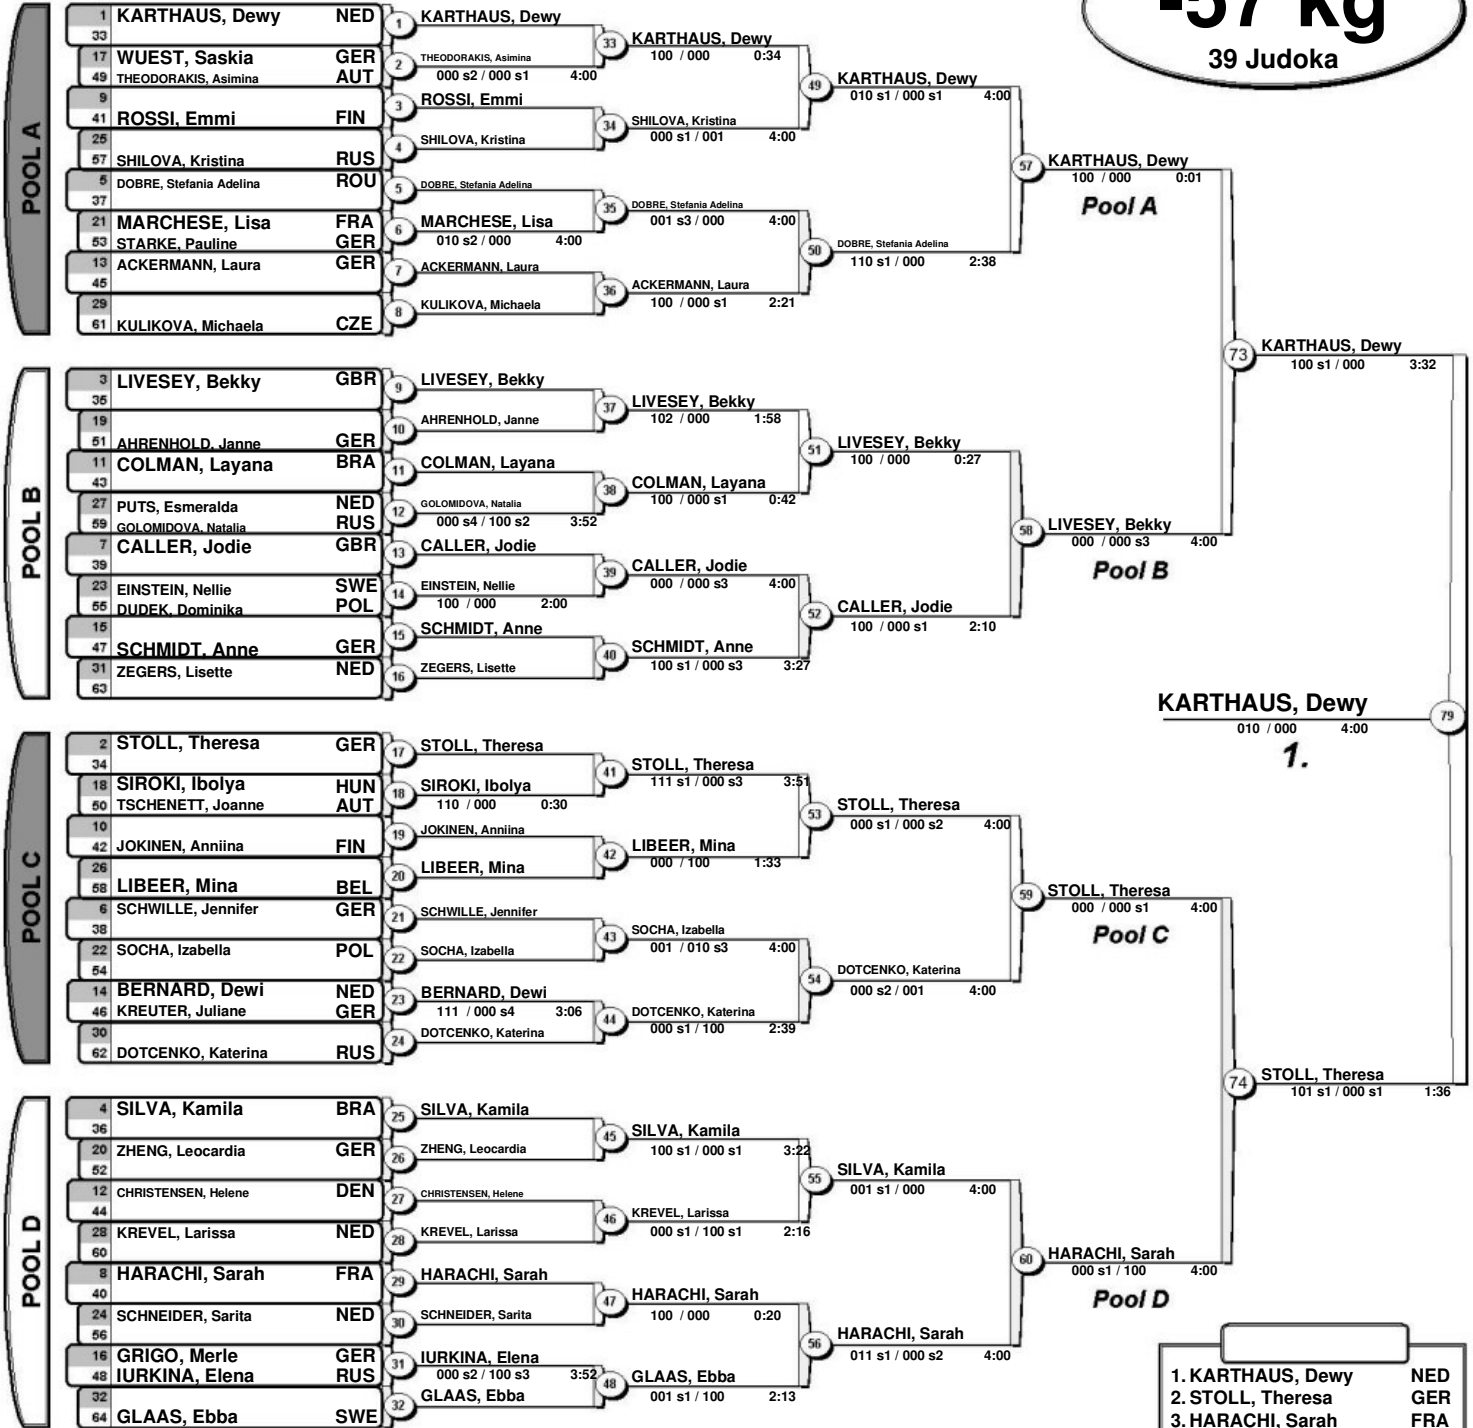 -57 kg
39 Judoka
POOL A
1 KARTHAUS, Dewy NED
33
17 WUEST, Saskia GER
49 THEODORAKIS, Asimina AUT
9
41 ROSSI, Emmi FIN
25
57 SHILOVA, Kristina RUS
5 DOBRE, Stefania Adelina ROU
37
21 MARCHESE, Lisa FRA
53 STARKE, Pauline GER
13 ACKERMANN, Laura GER
45
29
61 KULIKOVA, Michaela CZE
1 KARTHAUS, Dewy
2 THEODORAKIS, Asimina
000 s2 / 000 s1 4:00
3 ROSSI, Emmi
4 SHILOVA, Kristina
5 DOBRE, Stefania Adelina
6 MARCHESE, Lisa
010 s2 / 000 4:00
7 ACKERMANN, Laura
8 KULIKOVA, Michaela
33 KARTHAUS, Dewy
100 / 000 0:34
34 SHILOVA, Kristina
000 s1 / 001 4:00
35 DOBRE, Stefania Adelina
001 s3 / 000 4:00
36 ACKERMANN, Laura
100 / 000 s1 2:21
49 KARTHAUS, Dewy
010 s1 / 000 s1 4:00
50 DOBRE, Stefania Adelina
110 s1 / 000 2:38
57 KARTHAUS, Dewy
100 / 000 0:01
Pool A
POOL B
3 LIVESEY, Bekky GBR
35
19
51 AHRENHOLD, Janne GER
11 COLMAN, Layana BRA
43
27 PUTS, Esmeralda NED
59 GOLOMIDOVA, Natalia RUS
7 CALLER, Jodie GBR
39
23 EINSTEIN, Nellie SWE
55 DUDEK, Dominika POL
15
47 SCHMIDT, Anne GER
31 ZEGERS, Lisette NED
63
9 LIVESEY, Bekky
10 AHRENHOLD, Janne
11 COLMAN, Layana
12 GOLOMIDOVA, Natalia
000 s4 / 100 s2 3:52
13 CALLER, Jodie
14 EINSTEIN, Nellie
100 / 000 2:00
15 SCHMIDT, Anne
16 ZEGERS, Lisette
37 LIVESEY, Bekky
102 / 000 1:58
38 COLMAN, Layana
100 / 000 s1 0:42
39 CALLER, Jodie
000 / 000 s3 4:00
40 SCHMIDT, Anne
100 s1 / 000 s3 3:27
51 LIVESEY, Bekky
100 / 000 0:27
52 CALLER, Jodie
100 / 000 s1 2:10
58 LIVESEY, Bekky
000 / 000 s3 4:00
Pool B
73 KARTHAUS, Dewy
100 s1 / 000 3:32
KARTHAUS, Dewy 79
010 / 000 4:00
1.
POOL C
2 STOLL, Theresa GER
34
18 SIROKI, Ibolya HUN
50 TSCHENETT, Joanne AUT
10
42 JOKINEN, Anniina FIN
26
58 LIBEER, Mina BEL
6 SCHWILLE, Jennifer GER
38
22 SOCHA, Izabella POL
54
14 BERNARD, Dewi NED
46 KREUTER, Juliane GER
30
62 DOTCENKO, Katerina RUS
17 STOLL, Theresa
18 SIROKI, Ibolya
110 / 000 0:30
19 JOKINEN, Anniina
20 LIBEER, Mina
21 SCHWILLE, Jennifer
22 SOCHA, Izabella
23 BERNARD, Dewi
111 / 000 s4 3:06
24 DOTCENKO, Katerina
41 STOLL, Theresa
111 s1 / 000 s3 3:51
42 LIBEER, Mina
000 / 100 1:33
43 SOCHA, Izabella
001 / 010 s3 4:00
44 DOTCENKO, Katerina
000 s1 / 100 2:39
53 STOLL, Theresa
000 s1 / 000 s2 4:00
54 DOTCENKO, Katerina
000 s2 / 001 4:00
59 STOLL, Theresa
000 / 000 s1 4:00
Pool C
POOL D
4 SILVA, Kamila BRA
36
20 ZHENG, Leocardia GER
52
12 CHRISTENSEN, Helene DEN
44
28 KREVEL, Larissa NED
60
8 HARACHI, Sarah FRA
40
24 SCHNEIDER, Sarita NED
56
16 GRIGO, Merle GER
48 IURKINA, Elena RUS
32
64 GLAAS, Ebba SWE
25 SILVA, Kamila
26 ZHENG, Leocardia
27 CHRISTENSEN, Helene
28 KREVEL, Larissa
29 HARACHI, Sarah
30 SCHNEIDER, Sarita
31 IURKINA, Elena
000 s2 / 100 s3 3:52
32 GLAAS, Ebba
45 SILVA, Kamila
100 s1 / 000 s1 3:22
46 KREVEL, Larissa
000 s1 / 100 s1 2:16
47 HARACHI, Sarah
100 / 000 0:20
48 GLAAS, Ebba
001 s1 / 100 2:13
55 SILVA, Kamila
001 s1 / 000 4:00
56 HARACHI, Sarah
011 s1 / 000 s2 4:00
60 HARACHI, Sarah
000 s1 / 100 4:00
Pool D
74 STOLL, Theresa
101 s1 / 000 s1 1:36
1. KARTHAUS, Dewy NED
2. STOLL, Theresa GER
3. HARACHI, Sarah FRA